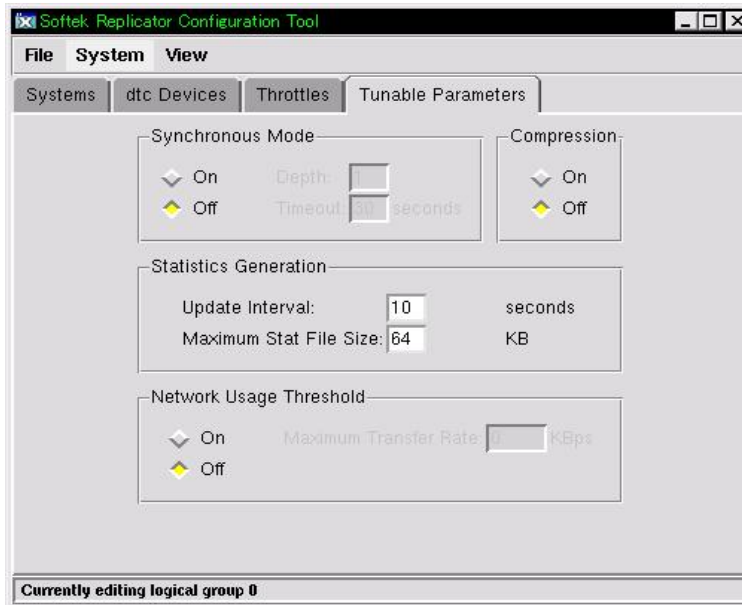 Softek Replicator Configuration Tool
File System View
Systems dtc Devices Throttles Tunable Parameters
Synchronous Mode
On Depth: 1
Off Timeout: 30 seconds
Compression
On
Off
Statistics Generation
Update Interval: 10 seconds
Maximum Stat File Size: 64 KB
Network Usage Threshold
On Maximum Transfer Rate: 0 KBps
Off
Currently editing logical group 0